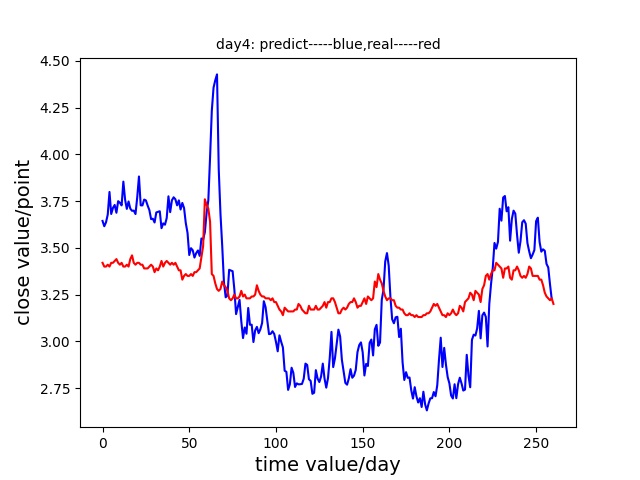 day4: predict-----blue,real-----red
4.50
4.25
4.00
3.75
3.50
3.25
3.00
2.75
close value/point
0 50 100 150 200 250
time value/day